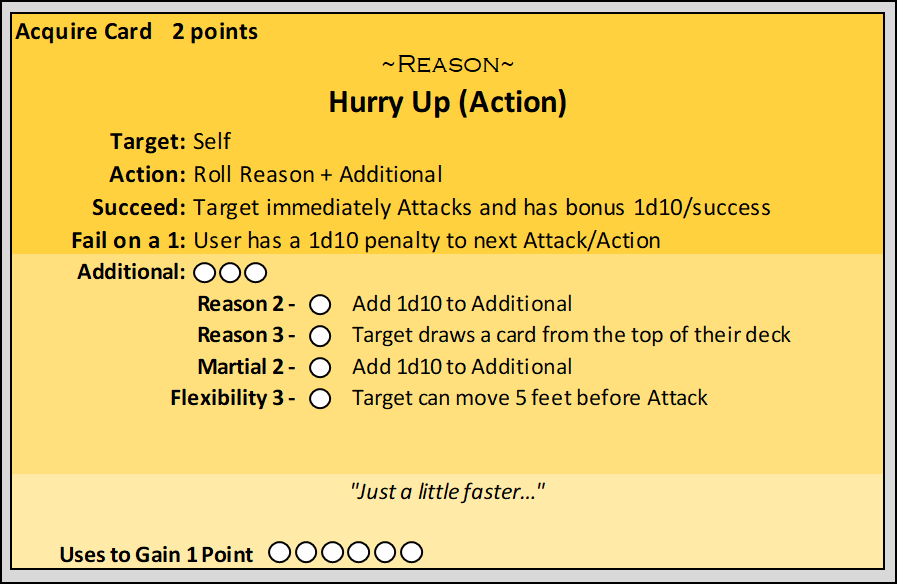 Acquire Card 2 points
~Reason~
Hurry Up (Action)
Target: Self
Action: Roll Reason + Additional
Succeed: Target immediately Attacks and has bonus 1d10/success
Fail on a 1: User has a 1d10 penalty to next Attack/Action
Additional:
Reason 2 - Add 1d10 to Additional
Reason 3 - Target draws a card from the top of their deck
Martial 2 - Add 1d10 to Additional
Flexibility 3 - Target can move 5 feet before Attack
"Just a little faster..."
Uses to Gain 1 Point